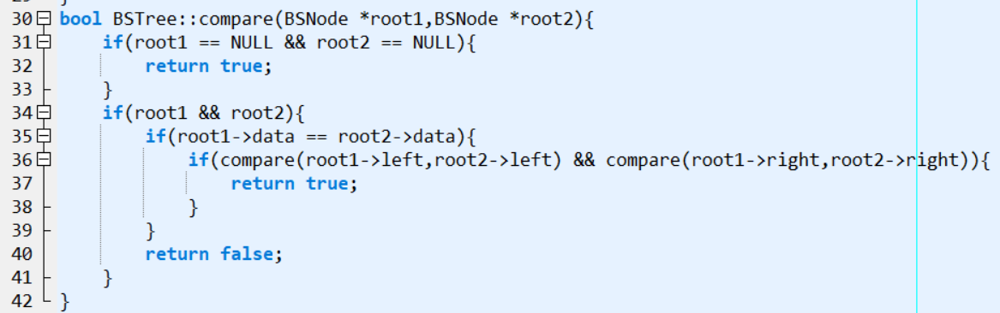 30 bool BSTree::compare(BSNode *root1,BSNode *root2){
31     if(root1 == NULL && root2 == NULL){
32         return true;
33     }
34     if(root1 && root2){
35         if(root1->data == root2->data){
36             if(compare(root1->left,root2->left) && compare(root1->right,root2->right)){
37                 return true;
38             }
39         }
40         return false;
41     }
42 }